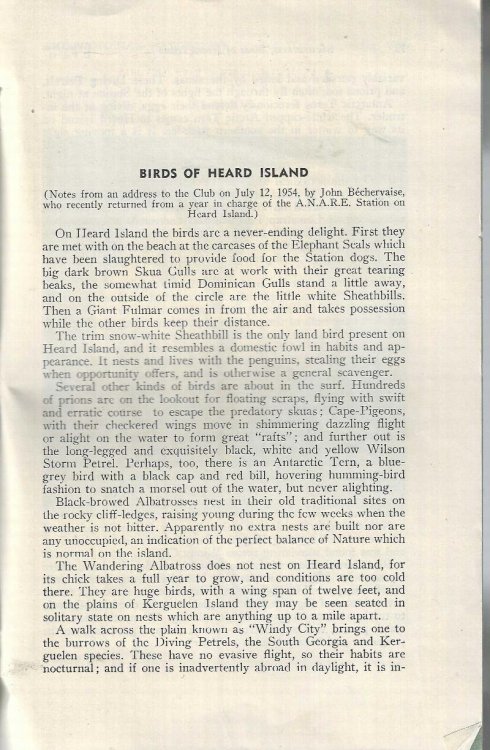 BIRDS OF HEARD ISLAND
(Notes from an address to the Club on July 12, 1954, by John Béchervaise,
who recently returned from a year in charge of the A.N.A.R.E. Station on
Heard Island.)
On Heard Island the birds are a never-ending delight. First they
are met with on the beach at the carcases of the Elephant Seals which
have been slaughtered to provide food for the Station dogs. The
big dark brown Skua Gulls are at work with their great tearing
beaks, the somewhat timid Dominican Gulls stand a little away,
and on the outside of the circle are the little white Sheathbills.
Then a Giant Fulmar comes in from the air and takes possession
while the other birds keep their distance.
The trim snow-white Sheathbill is the only land bird present on
Heard Island, and it resembles a domestic fowl in habits and ap-
pearance. It nests and lives with the penguins, stealing their eggs
when opportunity offers, and is otherwise a general scavenger.
Several other kinds of birds are about in the surf. Hundreds
of prions are on the lookout for floating scraps, flying with swift
and erratic course to escape the predatory skuas; Cape-Pigeons,
with their checkered wings move in shimmering dazzling flight
or alight on the water to form great "rafts"; and further out is
the long-legged and exquisitely black, white and yellow Wilson
Storm Petrel. Perhaps, too, there is an Antarctic Tern, a blue-
grey bird with a black cap and red bill, hovering humming-bird
fashion to snatch a morsel out of the water, but never alighting.
Black-browed Albatrosses nest in their old traditional sites on
the rocky cliff-ledges, raising young during the few weeks when the
weather is not bitter. Apparently no extra nests are built nor are
any unoccupied, an indication of the perfect balance of Nature which
is normal on the island.
The Wandering Albatross does not nest on Heard Island, for
its chick takes a full year to grow, and conditions are too cold
there. They are huge birds, with a wing span of twelve feet, and
on the plains of Kerguelen Island they may be seen seated in
solitary state on nests which are anything up to a mile apart.
A walk across the plain known as "Windy City" brings one to
the burrows of the Diving Petrels, the South Georgia and Ker-
guelen species. These have no evasive flight, so their habits are
nocturnal; and if one is inadvertently abroad in daylight, it is in-